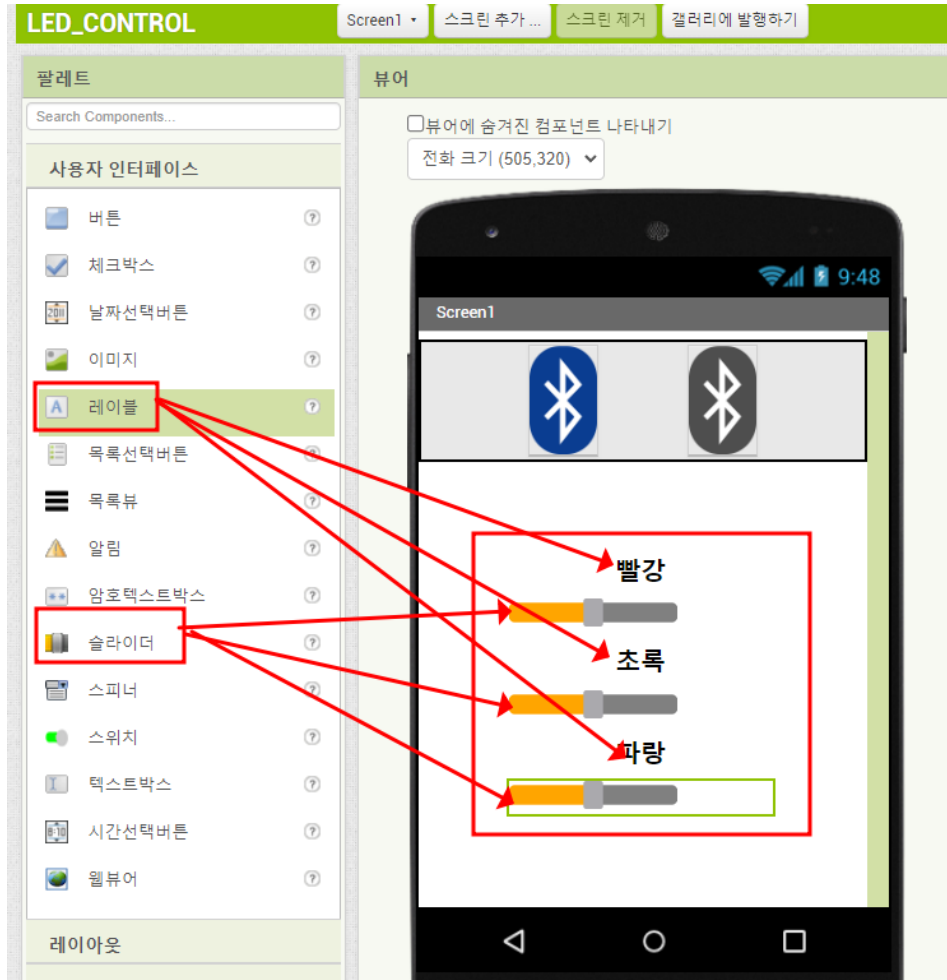 LED_CONTROL
Screen1
스크린 추가 ...
스크린 제거
갤러리에 발행하기
팔레트
Search Components...
사용자 인터페이스
버튼
체크박스
날짜선택버튼
이미지
레이블
목록선택버튼
목록뷰
알림
암호텍스트박스
슬라이더
스피너
스위치
텍스트박스
시간선택버튼
웹뷰어
레이아웃
뷰어
뷰어에 숨겨진 컴포넌트 나타내기
전화 크기 (505,320)
9:48
Screen1
빨강
초록
파랑